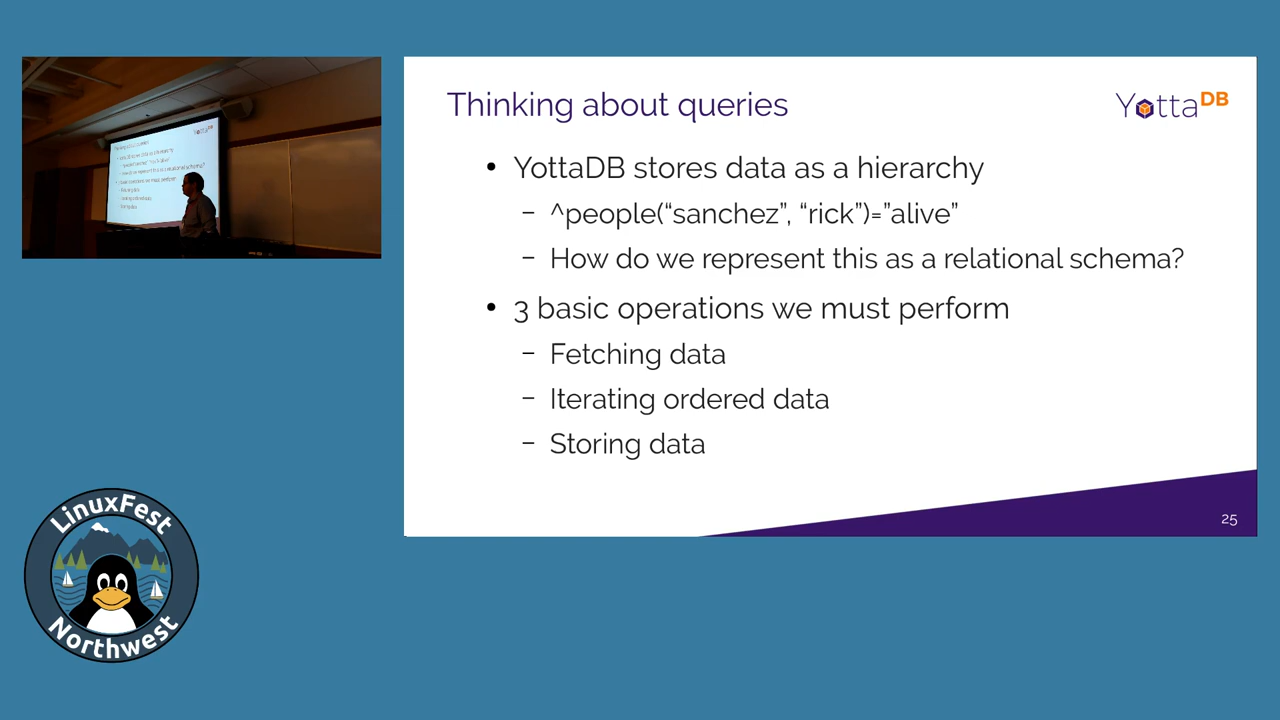 Thinking about queries
YottaDB
• YottaDB stores data as a hierarchy
– ^people(“sanchez”, “rick”)=”alive”
– How do we represent this as a relational schema?
• 3 basic operations we must perform
– Fetching data
– Iterating ordered data
– Storing data
25
LinuxFest
Northwest